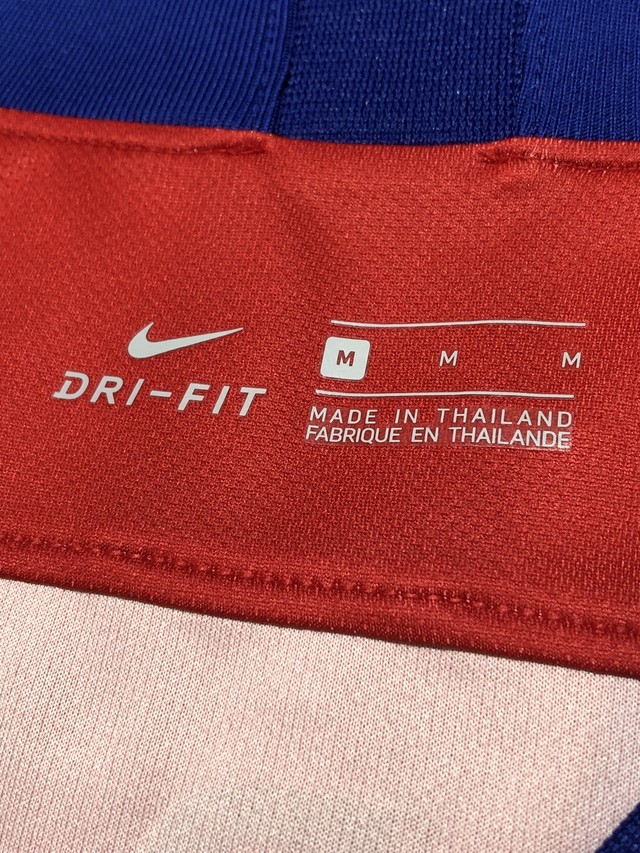 DRI-FIT
M M M
MADE IN THAILAND
FABRIQUE EN THAILANDE